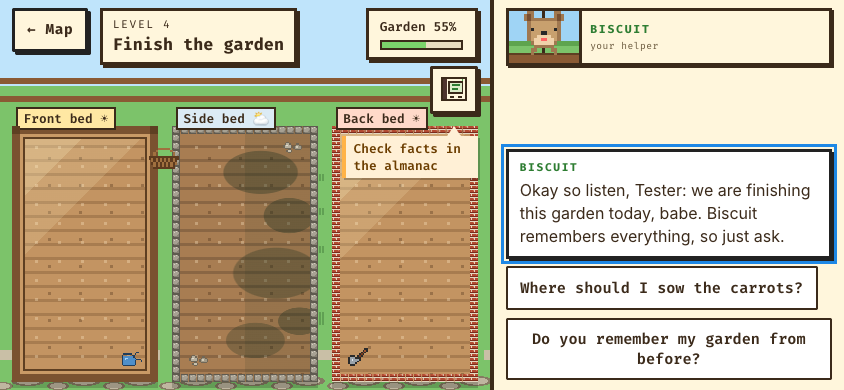 ← Map
LEVEL 4
Finish the garden
Garden 55%
Front bed ☀
Side bed ⛅
Back bed ☀
Check facts in
the almanac
BISCUIT
your helper
BISCUIT
Okay so listen, Tester: we are finishing
this garden today, babe. Biscuit
remembers everything, so just ask.
Where should I sow the carrots?
Do you remember my garden from
before?